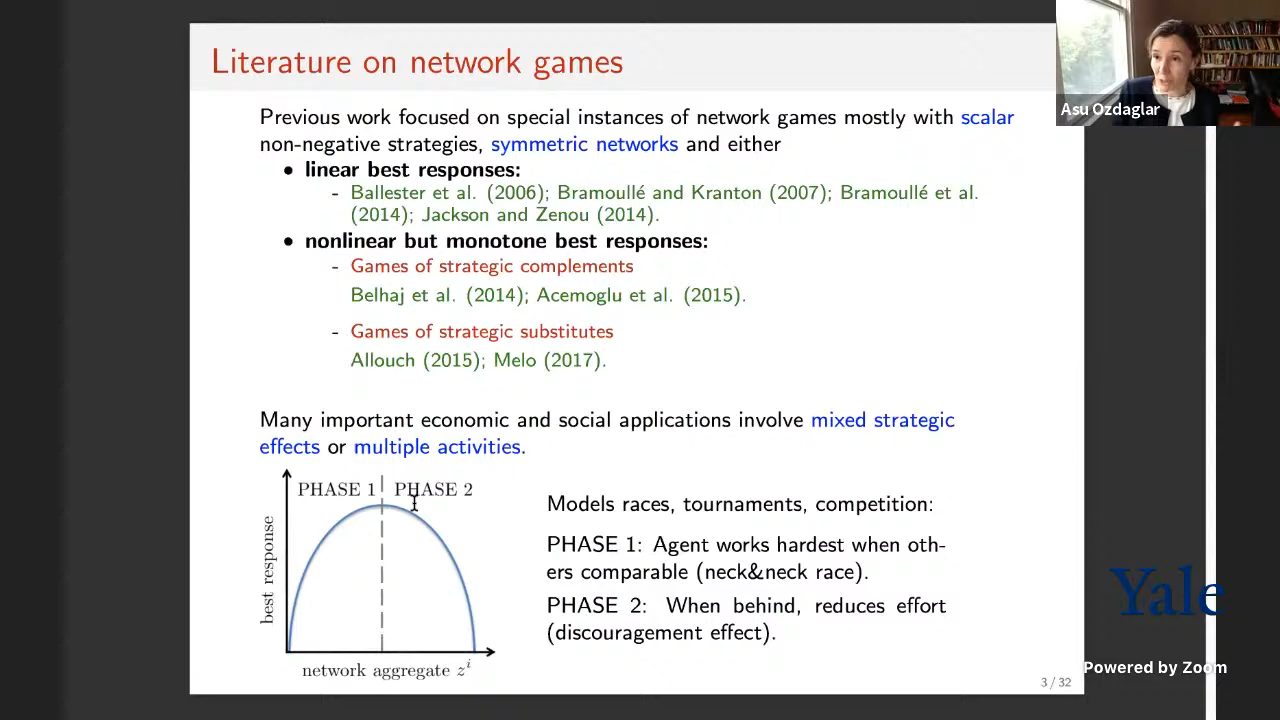 Literature on network games
Asu Ozdaglar
Previous work focused on special instances of network games mostly with scalar
non-negative strategies, symmetric networks and either
• linear best responses:
- Ballester et al. (2006); Bramoullé and Kranton (2007); Bramoullé et al.
(2014); Jackson and Zenou (2014).
• nonlinear but monotone best responses:
- Games of strategic complements
Belhaj et al. (2014); Acemoglu et al. (2015).
- Games of strategic substitutes
Allouch (2015); Melo (2017).
Many important economic and social applications involve mixed strategic
effects or multiple activities.
PHASE 1
PHASE 2
best response
network aggregate zⁱ
Models races, tournaments, competition:
PHASE 1: Agent works hardest when oth-
ers comparable (neck&neck race).
PHASE 2: When behind, reduces effort
(discouragement effect).
Yale
Powered by Zoom
3 / 32